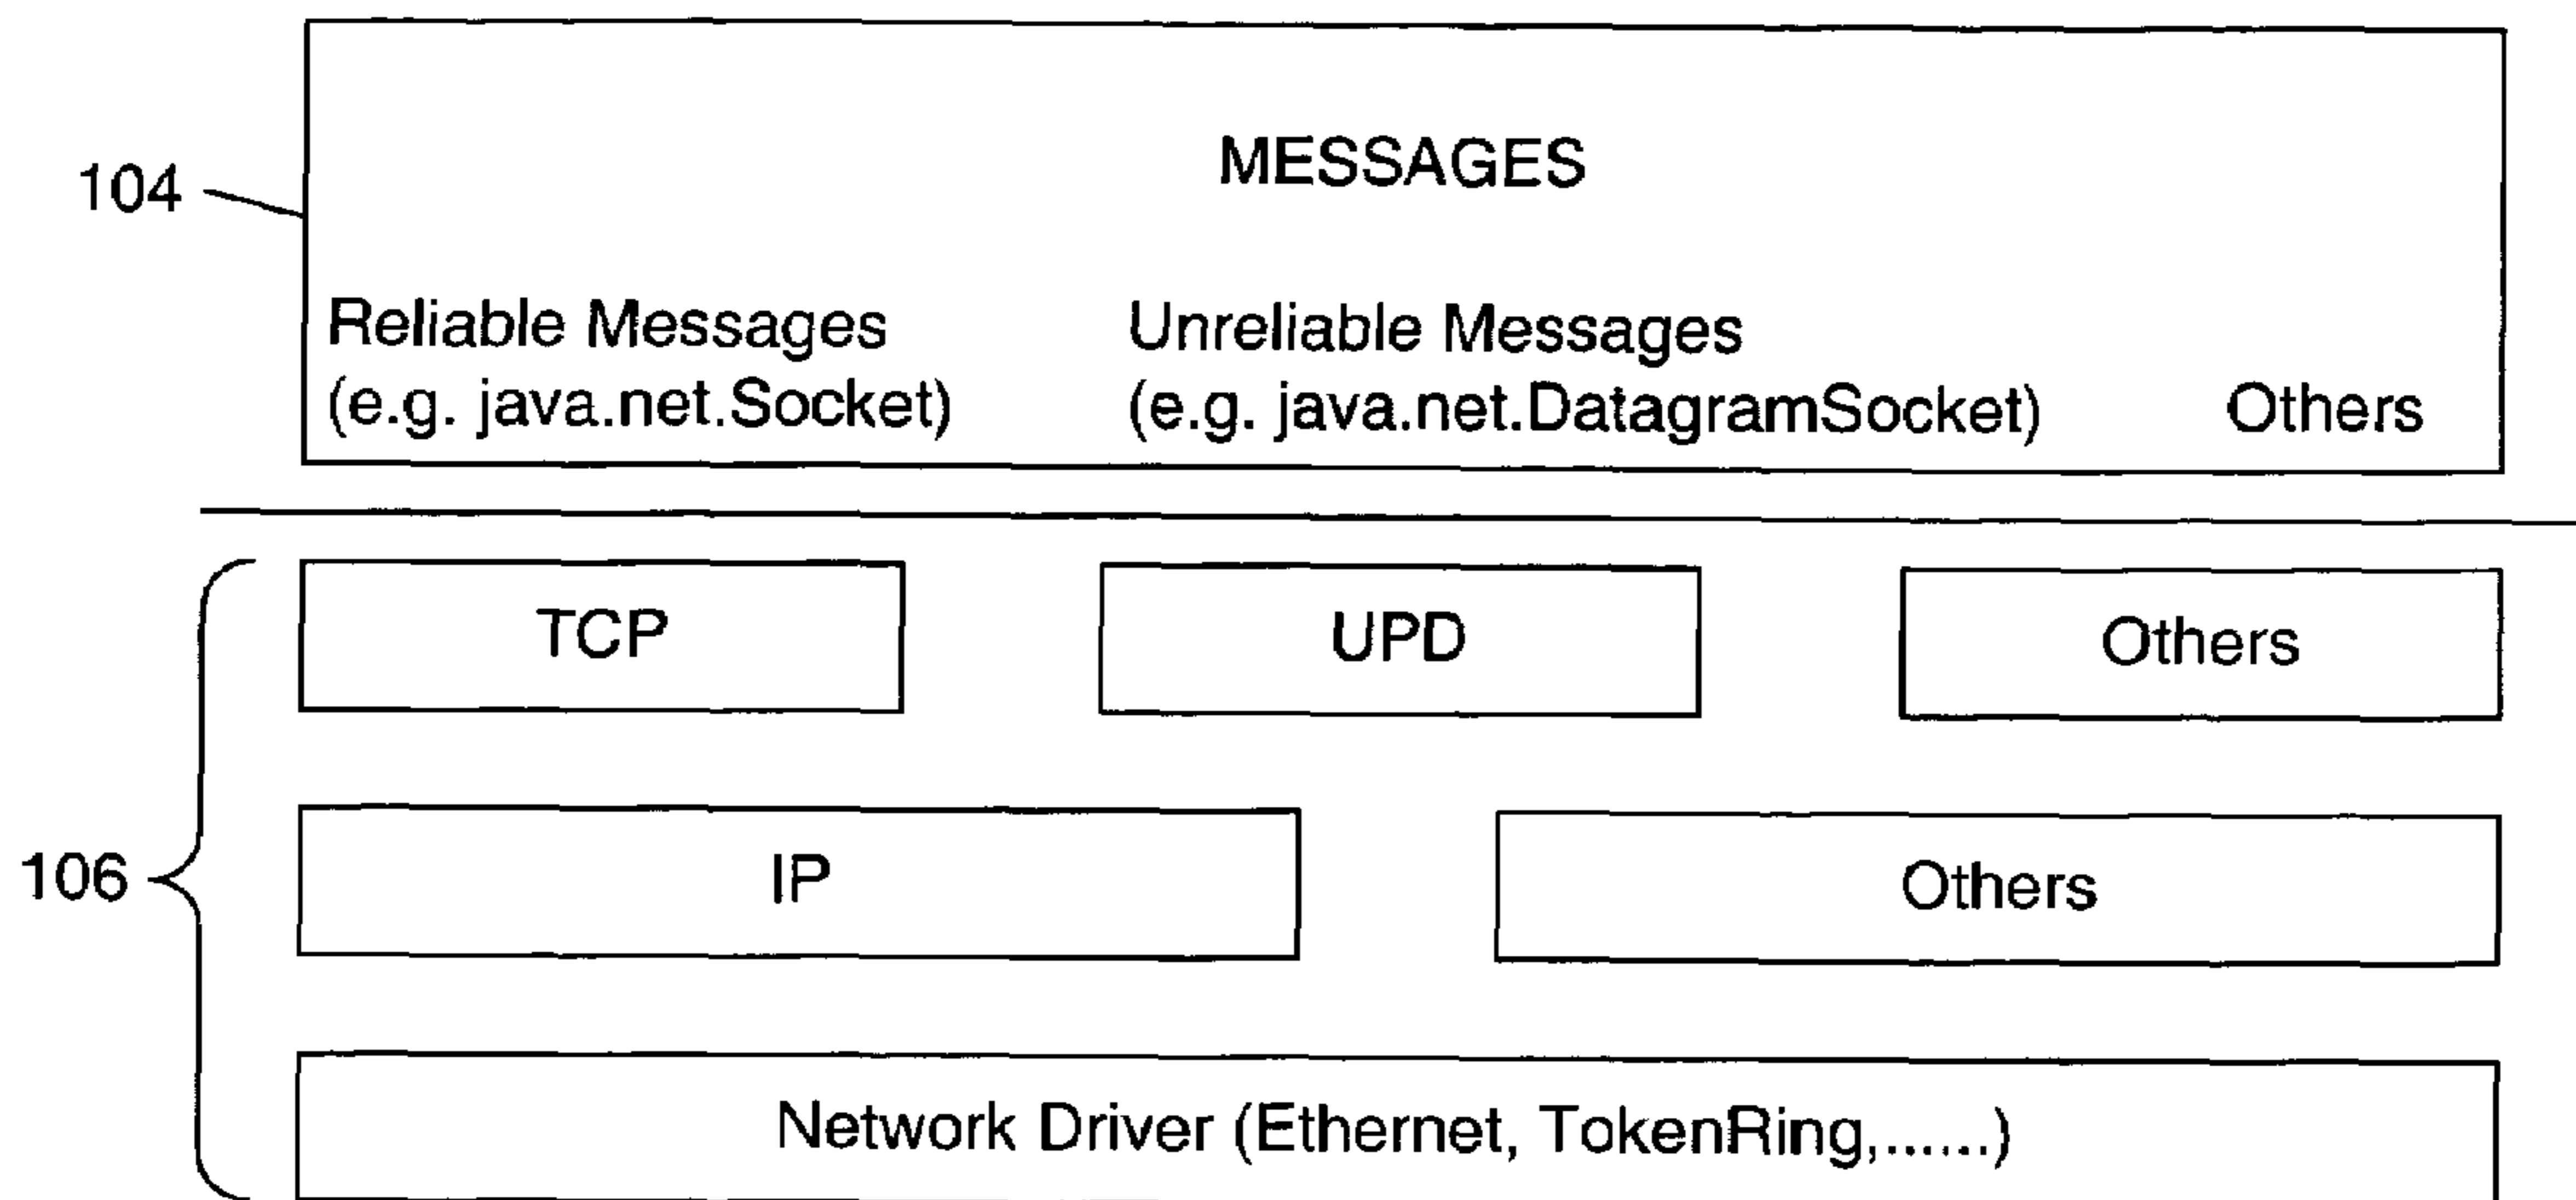 104
MESSAGES
Reliable Messages
(e.g. java.net.Socket)
Unreliable Messages
(e.g. java.net.DatagramSocket)
Others
106
TCP
UPD
Others
IP
Others
Network Driver (Ethernet, TokenRing,......)